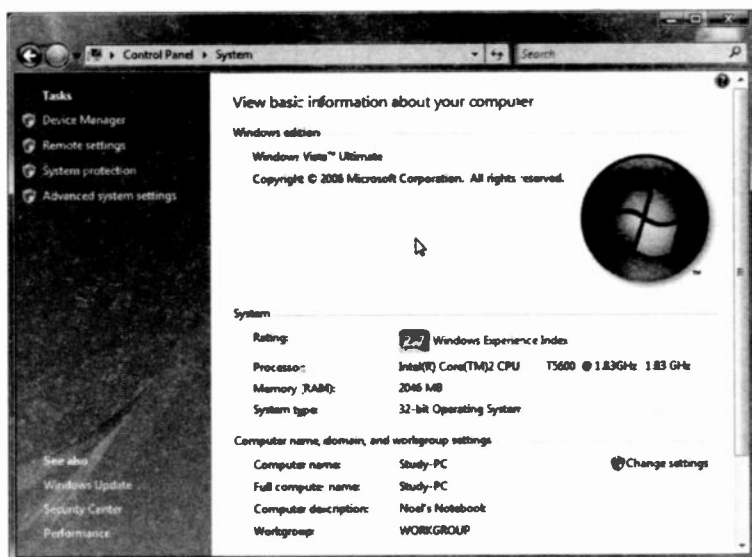 Control Panel ▸ System
Search
Tasks
Device Manager
Remote settings
System protection
Advanced system settings
See also
Windows Update
Security Center
Performance
View basic information about your computer
Windows edition
Windows Vista™ Ultimate
Copyright © 2006 Microsoft Corporation. All rights reserved.
TM
System
Rating: Windows Experience Index
Processor: Intel(R) Core(TM)2 CPU T5600 @ 1.83GHz 1.83 GHz
Memory (RAM): 2046 MB
System type: 32-bit Operating System
Computer name, domain, and workgroup settings
Computer name: Study-PC Change settings
Full computer name: Study-PC
Computer description: Noel's Notebook
Workgroup: WORKGROUP